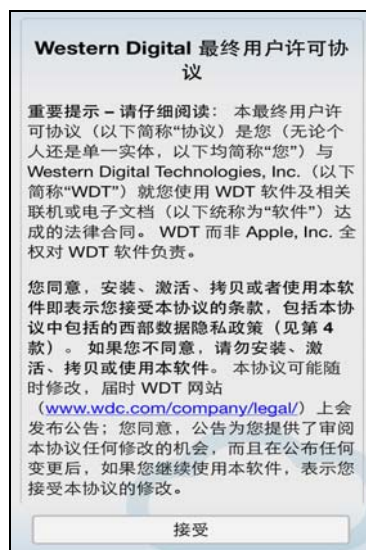 Western Digital 最终用户许可协
议
重要提示 – 请仔细阅读： 本最终用户许
可协议（以下简称“协议）是您（无论个
人还是单一实体，以下均简称“您”）与
Western Digital Technologies, Inc.（以下
简称“WDT”）就您使用 WDT 软件及相关
联机或电子文档（以下统称为“软件”）达
成的法律合同。 WDT 而非 Apple, Inc. 全
权对 WDT 软件负责。
您同意，安装、激活、拷贝或者使用本软
件即表示您接受本协议的条款，包括本协
议中包括的西部数据隐私政策（见第 4
款）。 如果您不同意，请勿安装、激
活、拷贝或使用本软件。 本协议可能随
时修改，届时 WDT 网站
（www.wdc.com/company/legal/）上会
发布公告；您同意，公告为您提供了审阅
本协议任何修改的机会，而且在公布任何
变更后，如果您继续使用本软件，表示您
接受本协议的修改。
接受